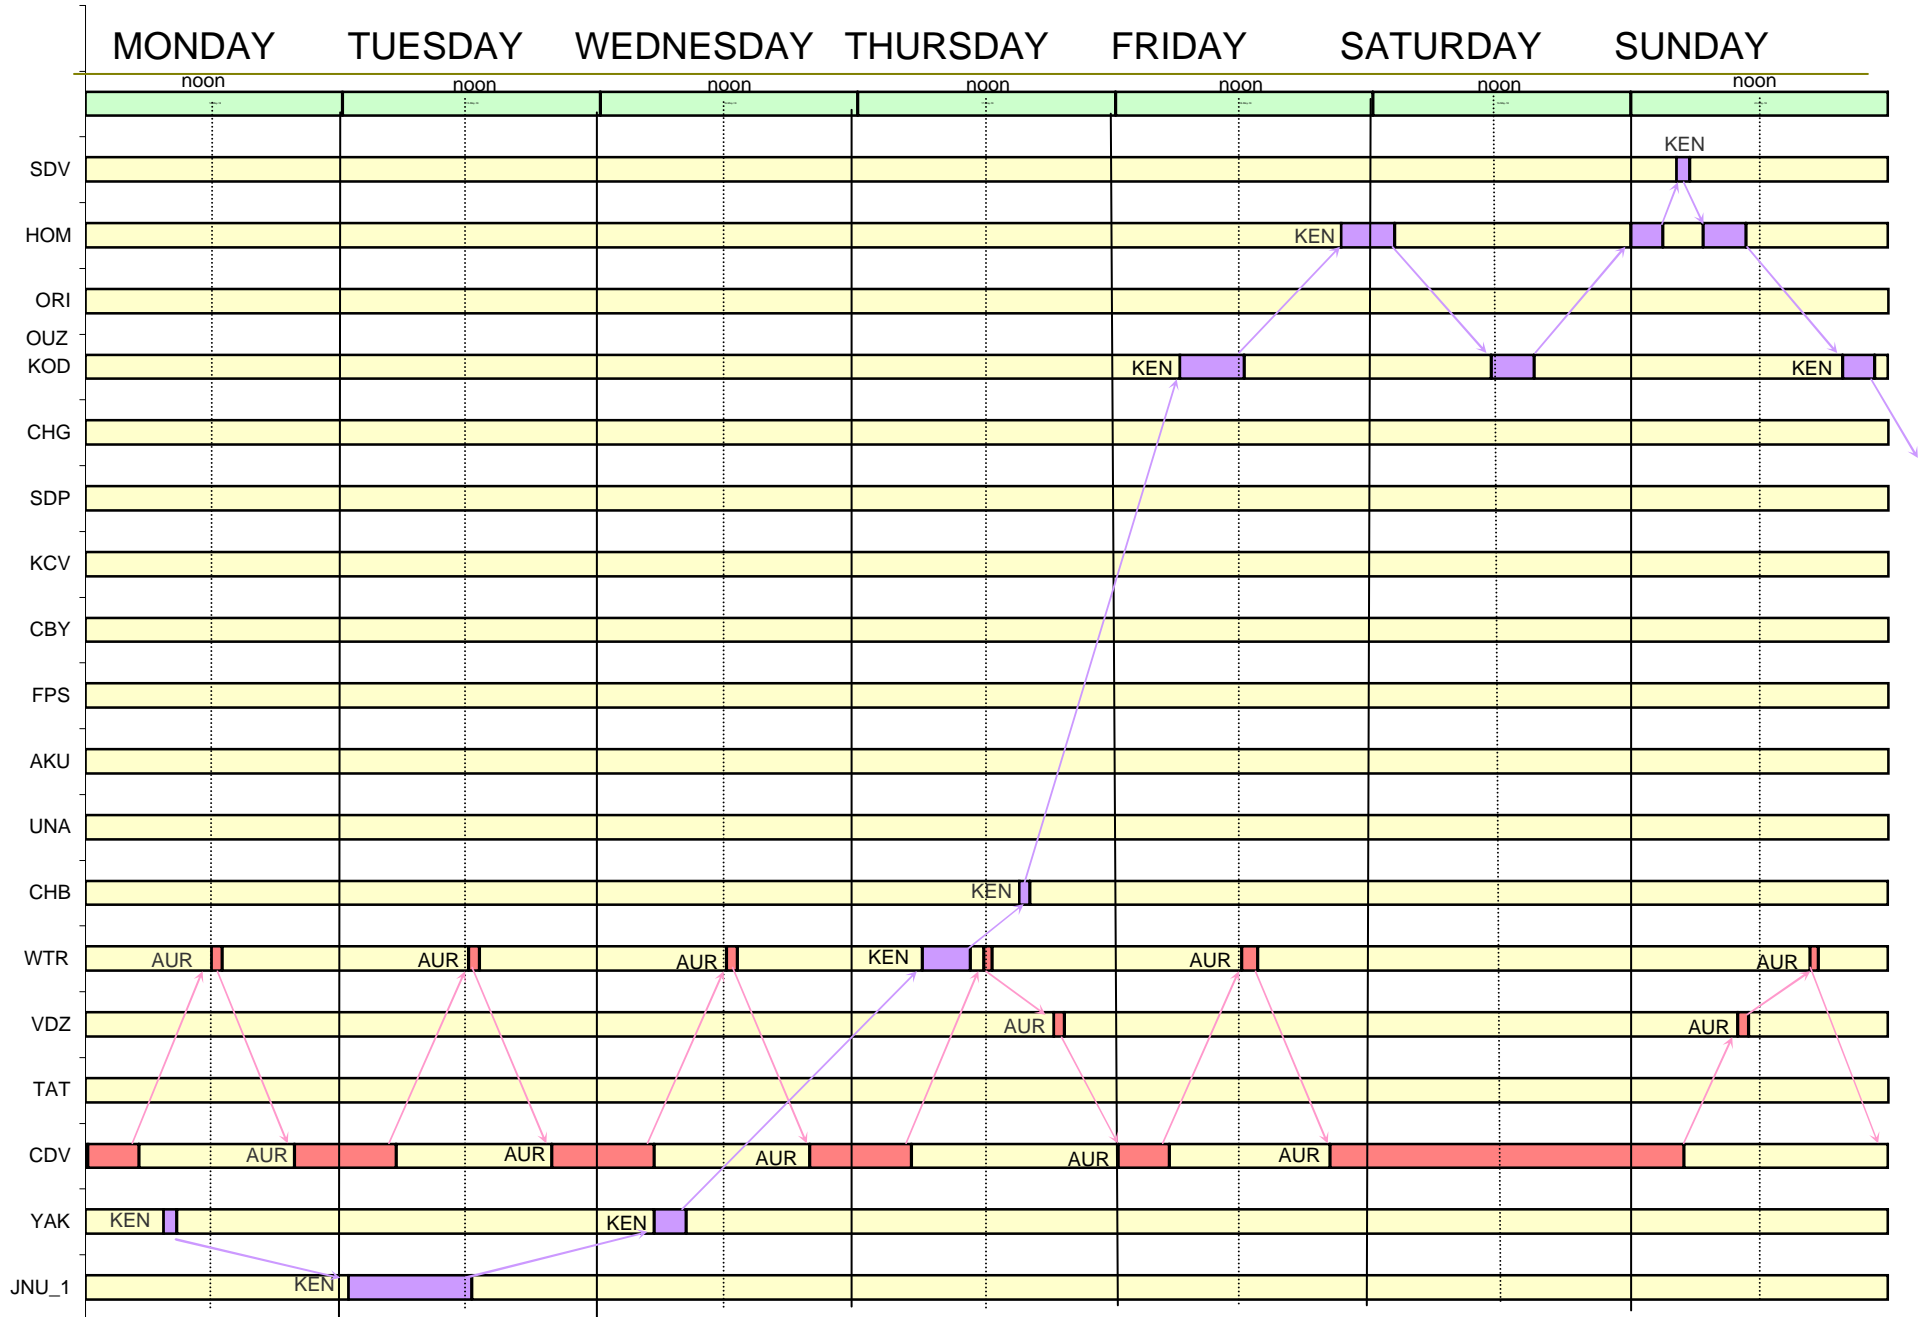 MONDAY TUESDAY WEDNESDAY THURSDAY FRIDAY SATURDAY SUNDAY
noon noon noon noon noon noon noon
KEN
SDV
HOM KEN
ORI
OUZ
KOD KEN KEN
CHG
SDP
KCV
CBY
FPS
AKU
UNA
CHB KEN
WTR AUR AUR AUR KEN AUR AUR
VDZ AUR AUR
TAT
CDV AUR AUR AUR AUR AUR
YAK KEN KEN
JNU_1 KEN